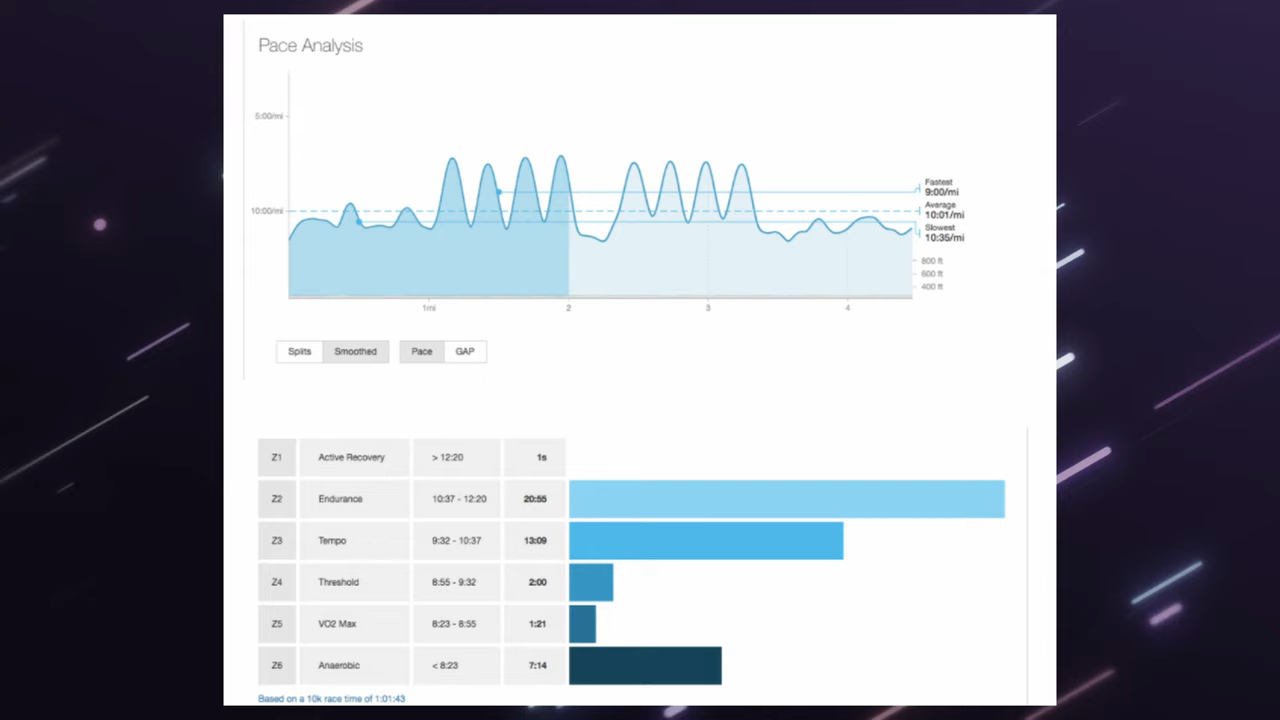 Pace Analysis
5:00/mi
10:00/mi
Fastest
9:00/mi
Average
10:01/mi
Slowest
10:35/mi
800 ft
600 ft
400 ft
1mi 2 3 4
Splits Smoothed Pace GAP
Z1 Active Recovery > 12:20 1s
Z2 Endurance 10:37 - 12:20 20:55
Z3 Tempo 9:32 - 10:37 13:09
Z4 Threshold 8:55 - 9:32 2:00
Z5 VO2 Max 8:23 - 8:55 1:21
Z6 Anaerobic < 8:23 7:14
Based on a 10k race time of 1:01:43